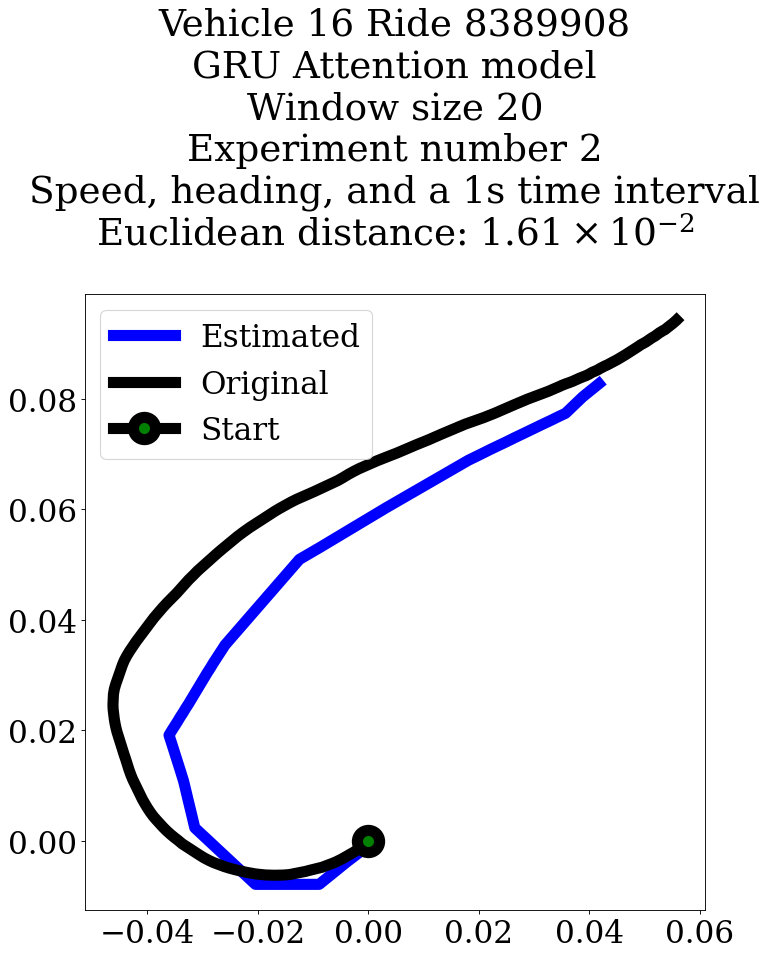 Vehicle 16 Ride 8389908
GRU Attention model
Window size 20
Experiment number 2
Speed, heading, and a 1s time interval
Euclidean distance: 1.61 × 10⁻²
Estimated
Original
Start
0.08
0.06
0.04
0.02
0.00
−0.04 −0.02 0.00 0.02 0.04 0.06